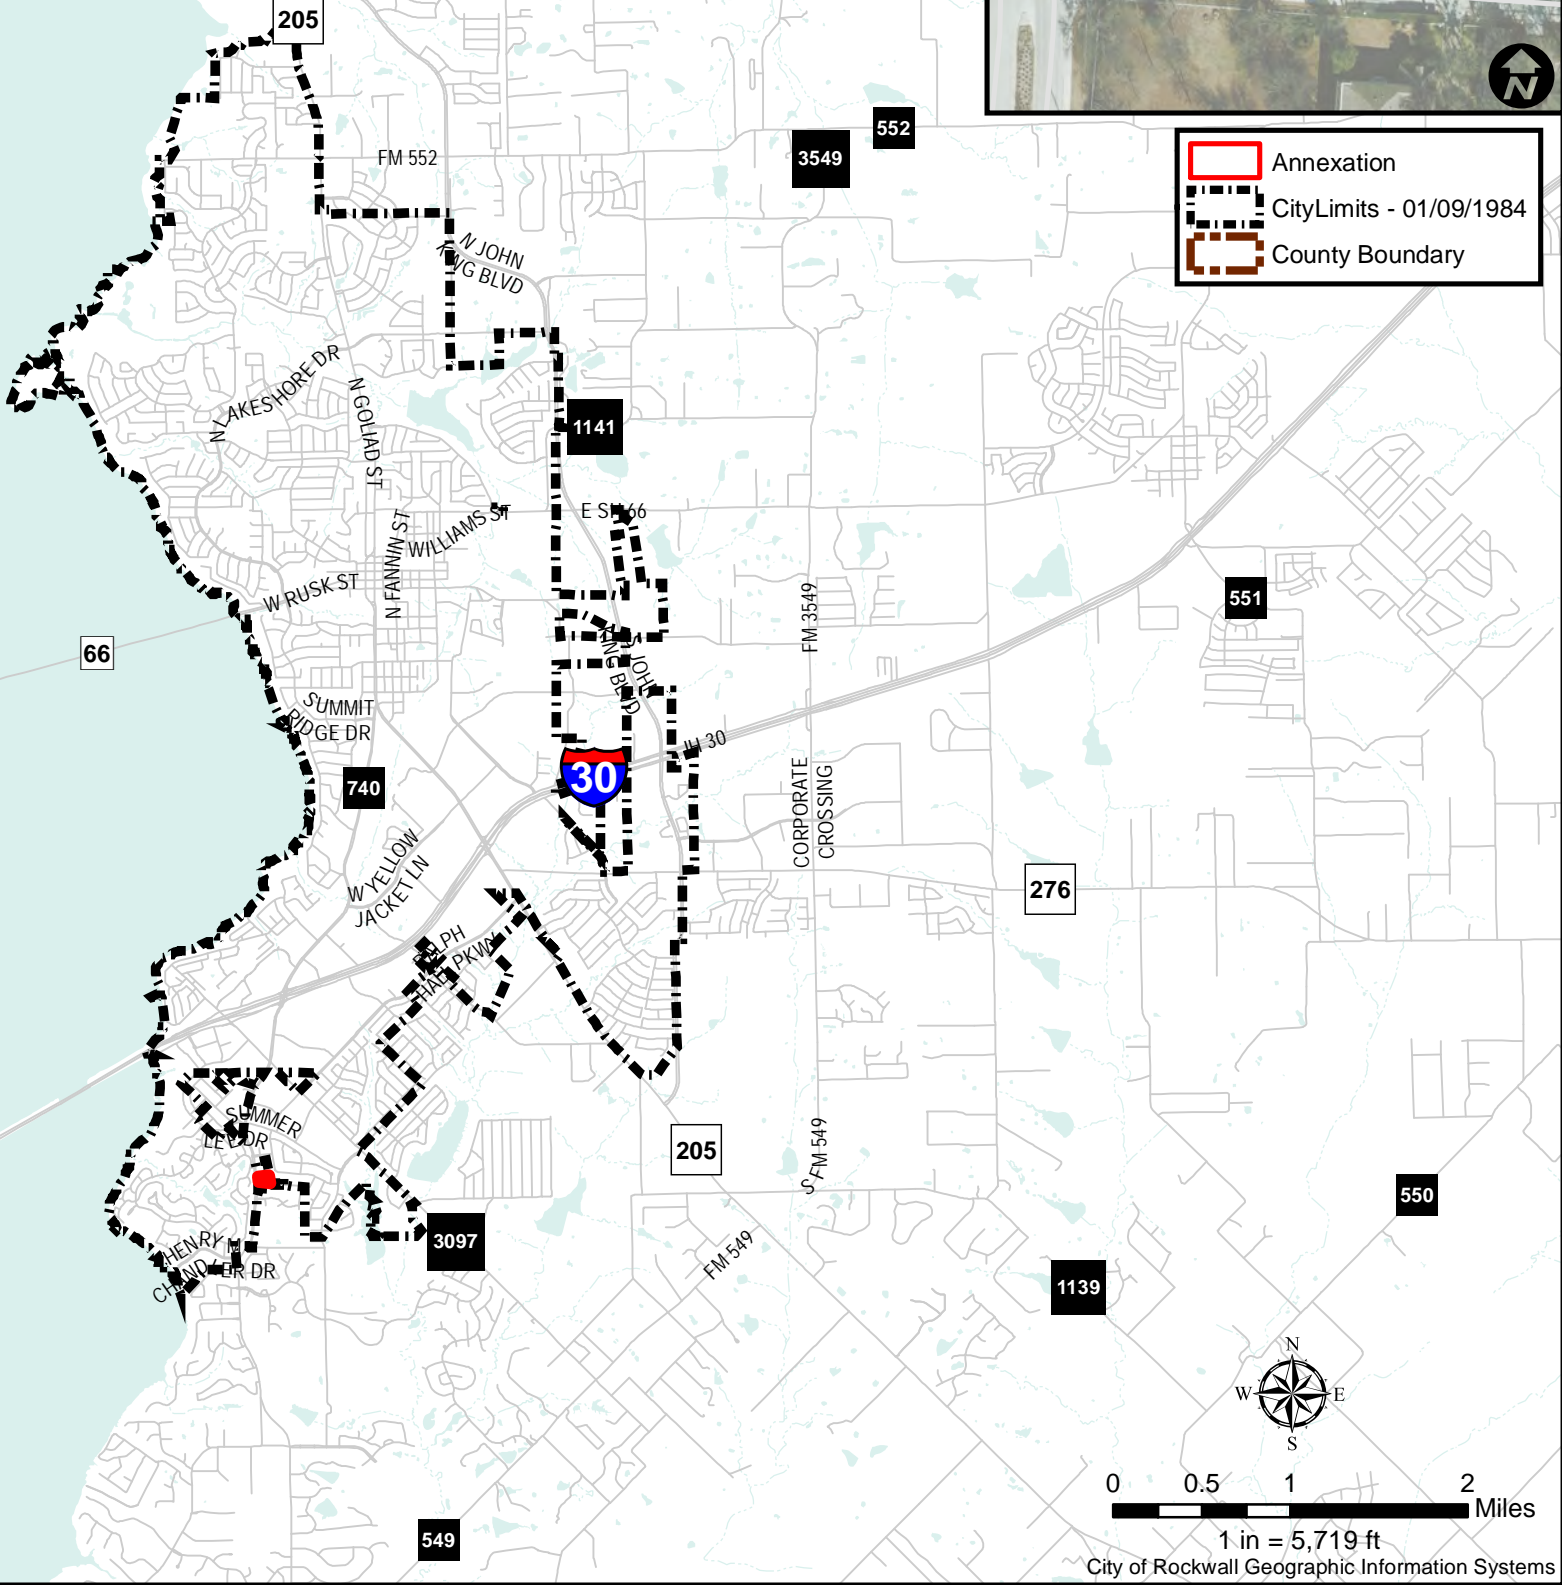 205
N
552
3549
FM 552
Annexation
CityLimits - 01/09/1984
County Boundary
N JOHN
KING BLVD
N LAKESHORE DR
N GOLIAD ST
1141
E SH 66
WILLIAMS ST
N FANNIN ST
W RUSK ST
FM 3549
551
66
S JOHN
KING BLVD
SUMMIT
RIDGE DR
IH 30
30
740
CORPORATE
CROSSING
W YELLOW
JACKET LN
276
RALPH
HALL PKWY
SUMMER
LEE DR
205
S FM 549
550
3097
HENRY M
CHANDLER DR
FM 549
1139
N
W E
S
0 0.5 1 2
Miles
549
1 in = 5,719 ft
City of Rockwall Geographic Information Systems